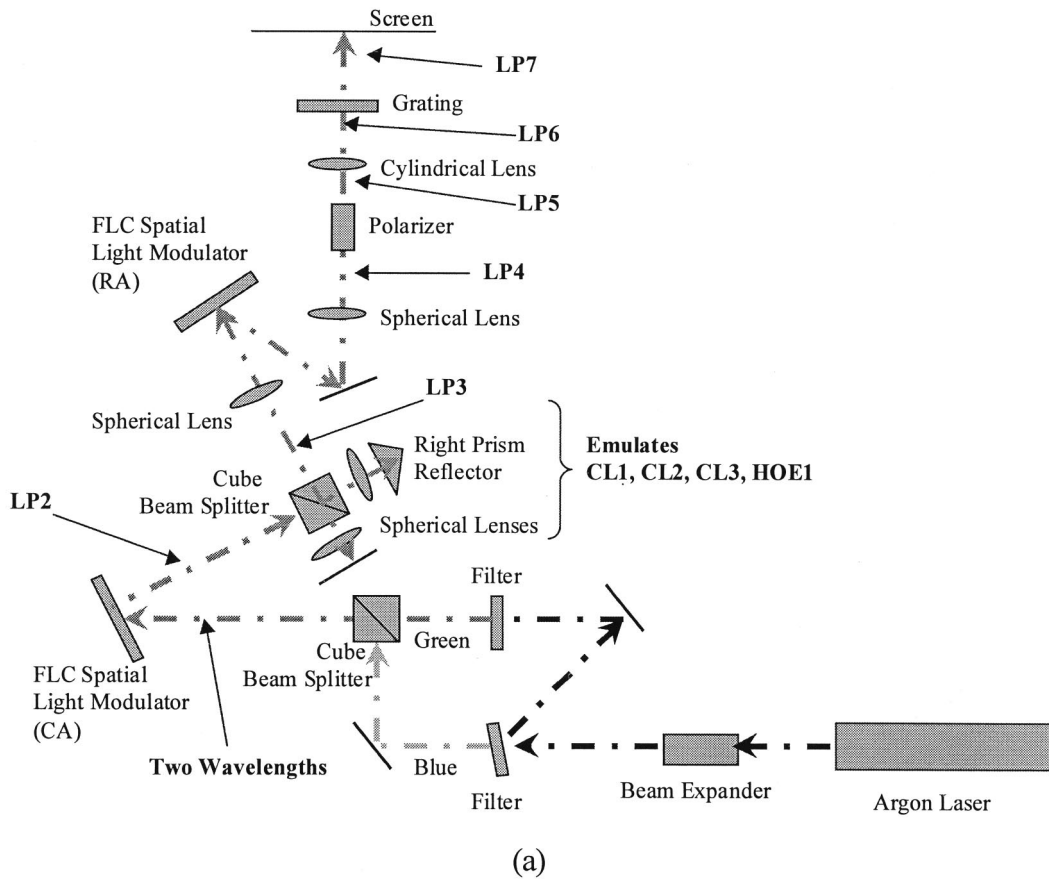 Screen
LP7
Grating
LP6
Cylindrical Lens
LP5
FLC Spatial
Light Modulator
(RA)
Polarizer
LP4
Spherical Lens
LP3
Spherical Lens
Right Prism
Reflector
Emulates
CL1, CL2, CL3, HOE1
Cube
Beam Splitter
LP2
Spherical Lenses
Filter
Green
Cube
Beam Splitter
FLC Spatial
Light Modulator
(CA)
Two Wavelengths
Blue
Filter
Beam Expander
Argon Laser
(a)